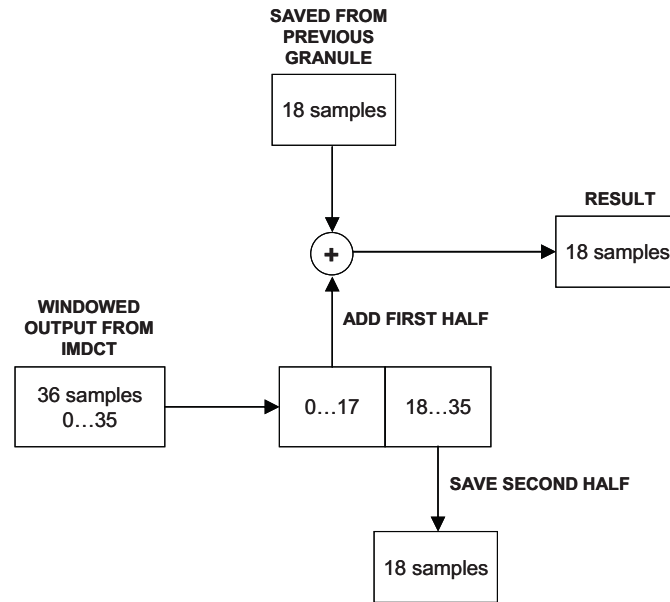 SAVED FROM
PREVIOUS
GRANULE
18 samples
RESULT
18 samples
+
WINDOWED
OUTPUT FROM
IMDCT
ADD FIRST HALF
36 samples
0…35
0…17
18…35
SAVE SECOND HALF
18 samples